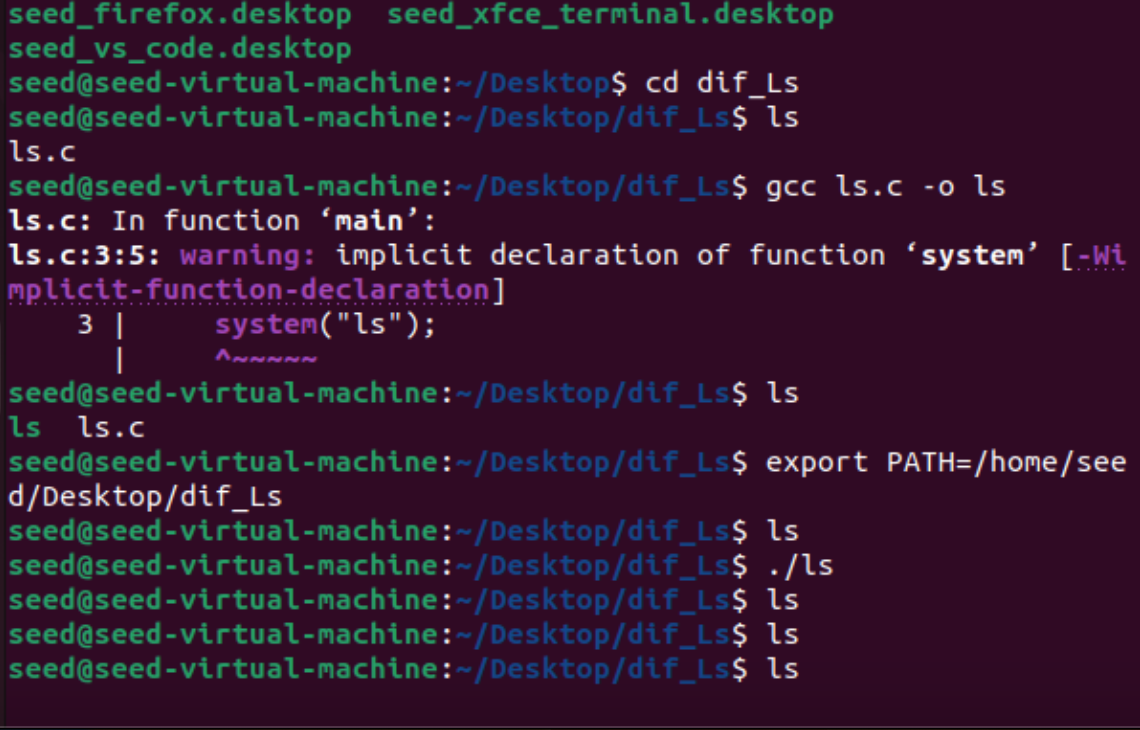 seed_firefox.desktop  seed_xfce_terminal.desktop
seed_vs_code.desktop
seed@seed-virtual-machine:~/Desktop$ cd dif_Ls
seed@seed-virtual-machine:~/Desktop/dif_Ls$ ls
ls.c
seed@seed-virtual-machine:~/Desktop/dif_Ls$ gcc ls.c -o ls
ls.c: In function ‘main’:
ls.c:3:5: warning: implicit declaration of function ‘system’ [-Wi
mplicit-function-declaration]
    3 |     system("ls");
      |     ^~~~~~
seed@seed-virtual-machine:~/Desktop/dif_Ls$ ls
ls  ls.c
seed@seed-virtual-machine:~/Desktop/dif_Ls$ export PATH=/home/see
d/Desktop/dif_Ls
seed@seed-virtual-machine:~/Desktop/dif_Ls$ ls
seed@seed-virtual-machine:~/Desktop/dif_Ls$ ./ls
seed@seed-virtual-machine:~/Desktop/dif_Ls$ ls
seed@seed-virtual-machine:~/Desktop/dif_Ls$ ls
seed@seed-virtual-machine:~/Desktop/dif_Ls$ ls